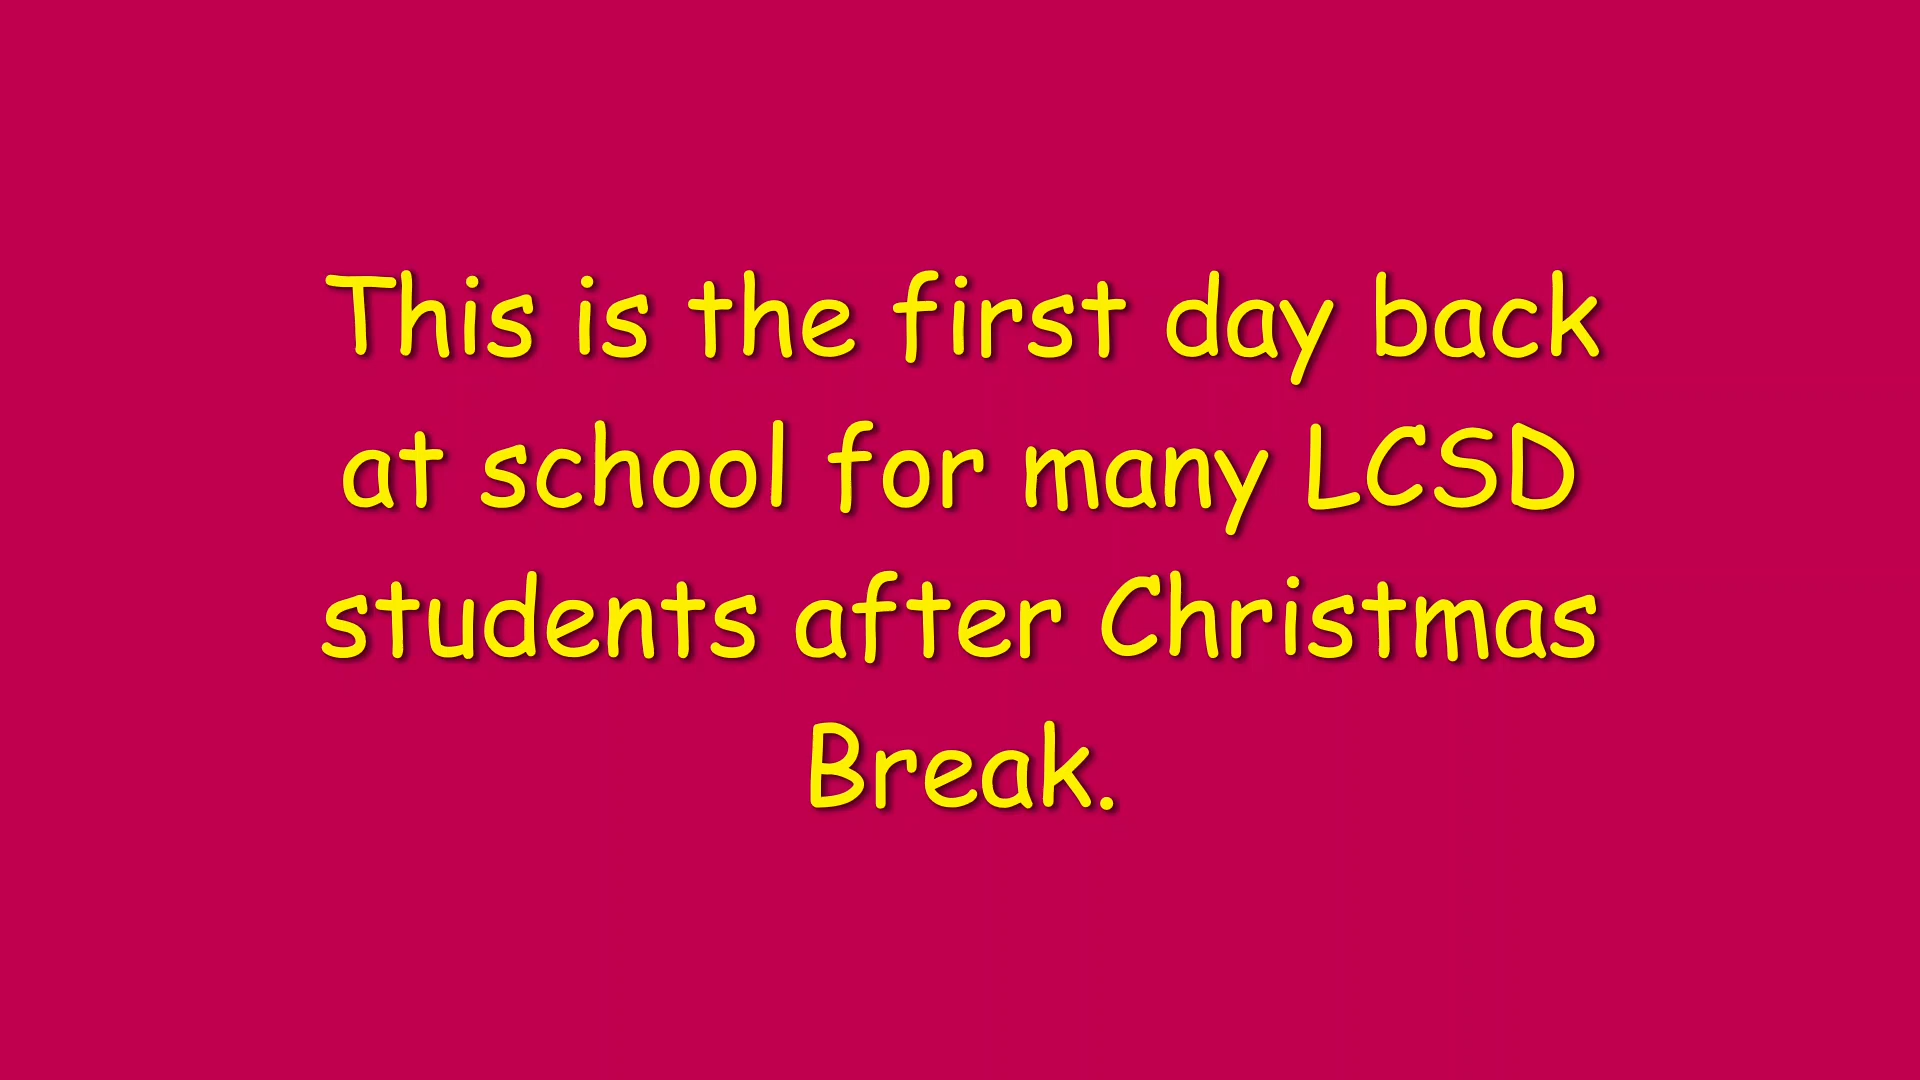 This is the first day back
at school for many LCSD
students after Christmas
Break.